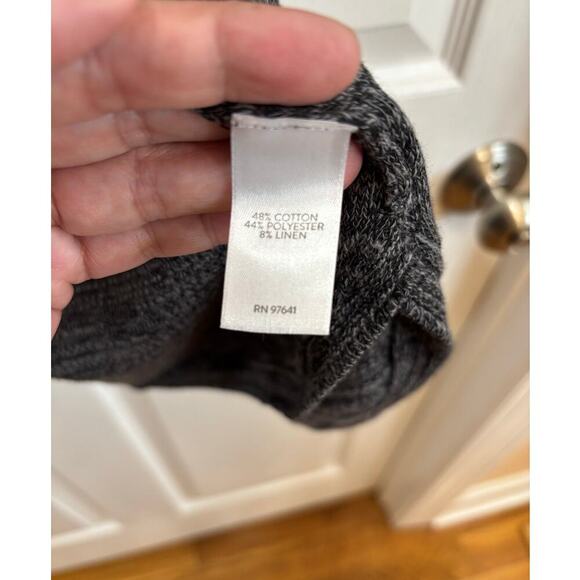 48% COTTON
44% POLYESTER
8% LINEN
RN 97641